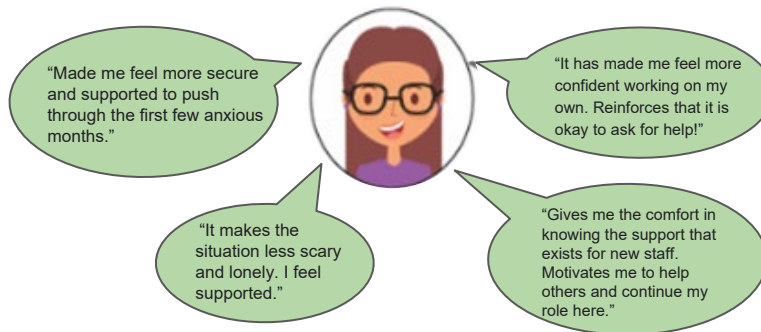 “Made me feel more secure
and supported to push
through the first few anxious
months.”
“It has made me feel more
confident working on my
own. Reinforces that it is
okay to ask for help!”
“It makes the
situation less scary
and lonely. I feel
supported.”
“Gives me the comfort in
knowing the support that
exists for new staff.
Motivates me to help
others and continue my
role here.”